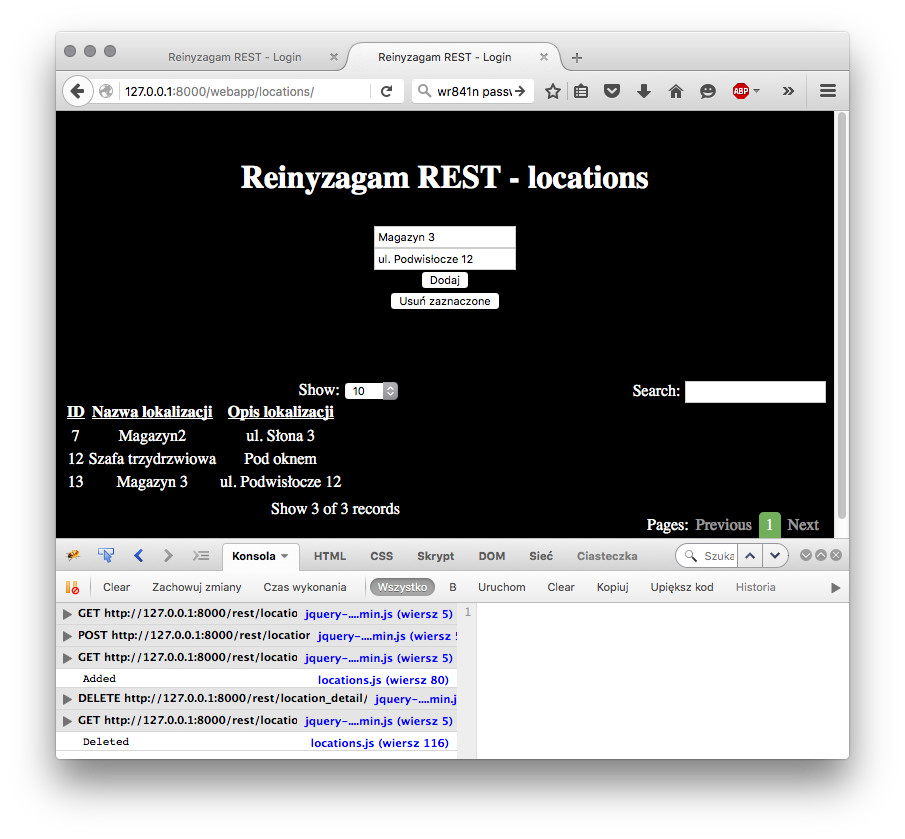 Reinyzagam REST - Login
Reinyzagam REST - Login
127.0.0.1:8000/webapp/locations/
wr841n passv
ABP
Reinyzagam REST - locations
Magazyn 3
ul. Podwisłocze 12
Dodaj
Usuń zaznaczone
Show: 10 Search:
ID Nazwa lokalizacji Opis lokalizacji
7 Magazyn2 ul. Słona 3
12 Szafa trzydrzwiowa Pod oknem
13 Magazyn 3 ul. Podwisłocze 12
Show 3 of 3 records
Pages: Previous 1 Next
Konsola HTML CSS Skrypt DOM Sieć Ciasteczka Szuka
Clear Zachowuj zmiany Czas wykonania Wszystko B Uruchom Clear Kopiuj Upiększ kod Historia
GET http://127.0.0.1:8000/rest/locatio jquery-....min.js (wiersz 5) 1
POST http://127.0.0.1:8000/rest/location jquery-....min.js (wiersz 5
GET http://127.0.0.1:8000/rest/locatio jquery-....min.js (wiersz 5)
Added locations.js (wiersz 80)
DELETE http://127.0.0.1:8000/rest/location_detail/ jquery-....min.j
GET http://127.0.0.1:8000/rest/locatio jquery-....min.js (wiersz 5)
Deleted locations.js (wiersz 116)